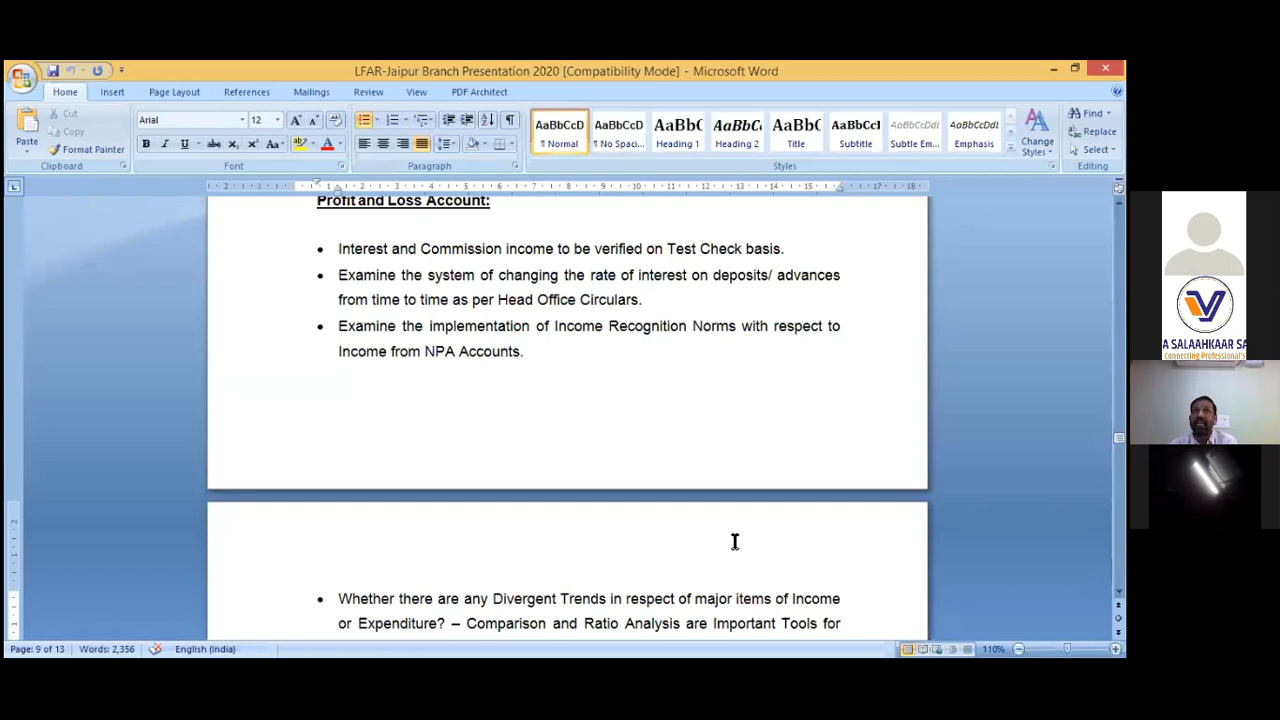 LFAR-Jaipur Branch Presentation 2020 [Compatibility Mode] - Microsoft Word
Home Insert Page Layout References Mailings Review View PDF Architect
Paste
Cut
Copy
Format Painter
Clipboard
Arial 12
Font
Paragraph
AaBbCcD AaBbCcD AaBbC AaBbC AaBbC AaBbCcI AaBbCcDd AaBbCcDdl
¶ Normal ¶ No Spaci... Heading 1 Heading 2 Title Subtitle Subtle Em... Emphasis
Styles
Change
Styles
Find
Replace
Select
Editing
Profit and Loss Account:
• Interest and Commission income to be verified on Test Check basis.
• Examine the system of changing the rate of interest on deposits/ advances
from time to time as per Head Office Circulars.
• Examine the implementation of Income Recognition Norms with respect to
Income from NPA Accounts.
• Whether there are any Divergent Trends in respect of major items of Income
or Expenditure? – Comparison and Ratio Analysis are Important Tools for
Page: 9 of 13 Words: 2,356 English (India) 110%
A SALAAHKAAR SA
Connecting Professional's